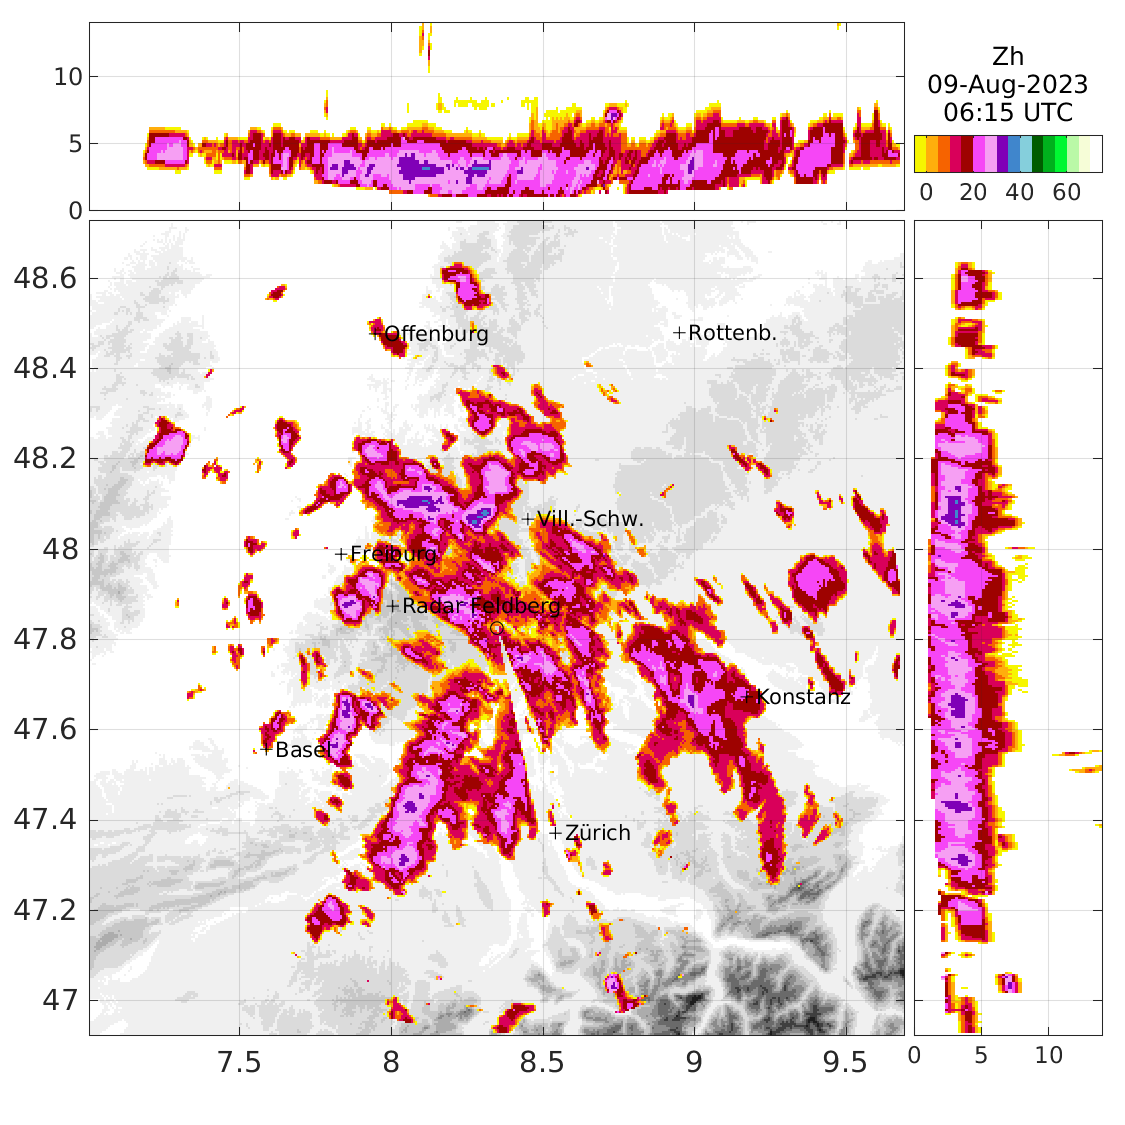 Zh
09-Aug-2023
06:15 UTC
0 20 40 60
10
5
0
48.6
48.4
48.2
48
47.8
47.6
47.4
47.2
47
+Offenburg
+Rottenb.
+Vill.-Schw.
+Freiburg
+Radar Feldberg
+Konstanz
+Basel
+Zürich
7.5 8 8.5 9 9.5
0 5 10